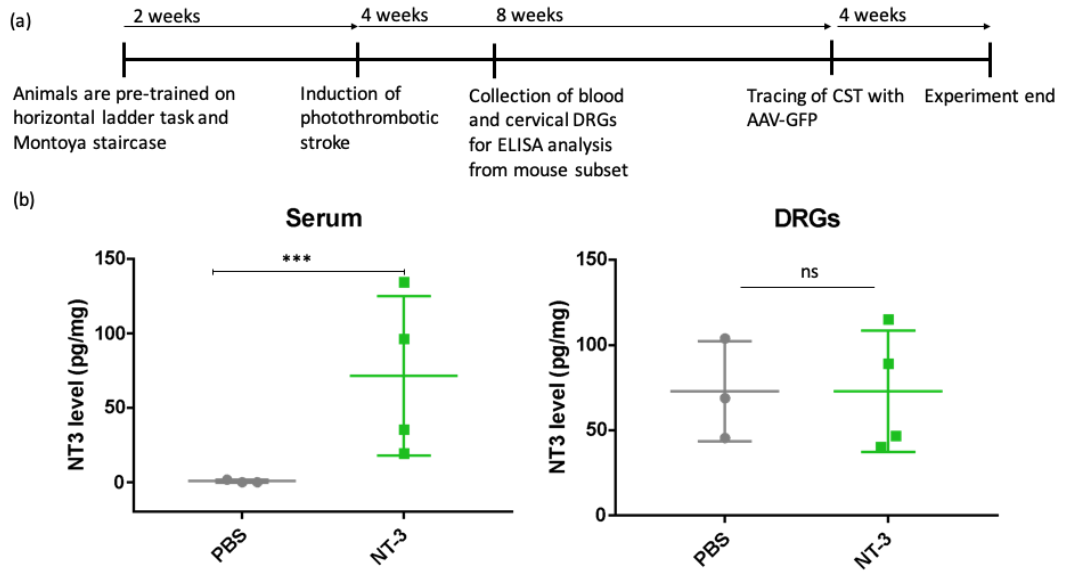 (a)
2 weeks
4 weeks
8 weeks
4 weeks
Animals are pre-trained on
horizontal ladder task and
Montoya staircase
Induction of
photothrombotic
stroke
Collection of blood
and cervical DRGs
for ELISA analysis
from mouse subset
Tracing of CST with
AAV-GFP
Experiment end
(b)
Serum
NT3 level (pg/mg)
150
100
50
0
***
PBS
NT-3
DRGs
NT3 level (pg/mg)
150
100
50
0
ns
PBS
NT-3